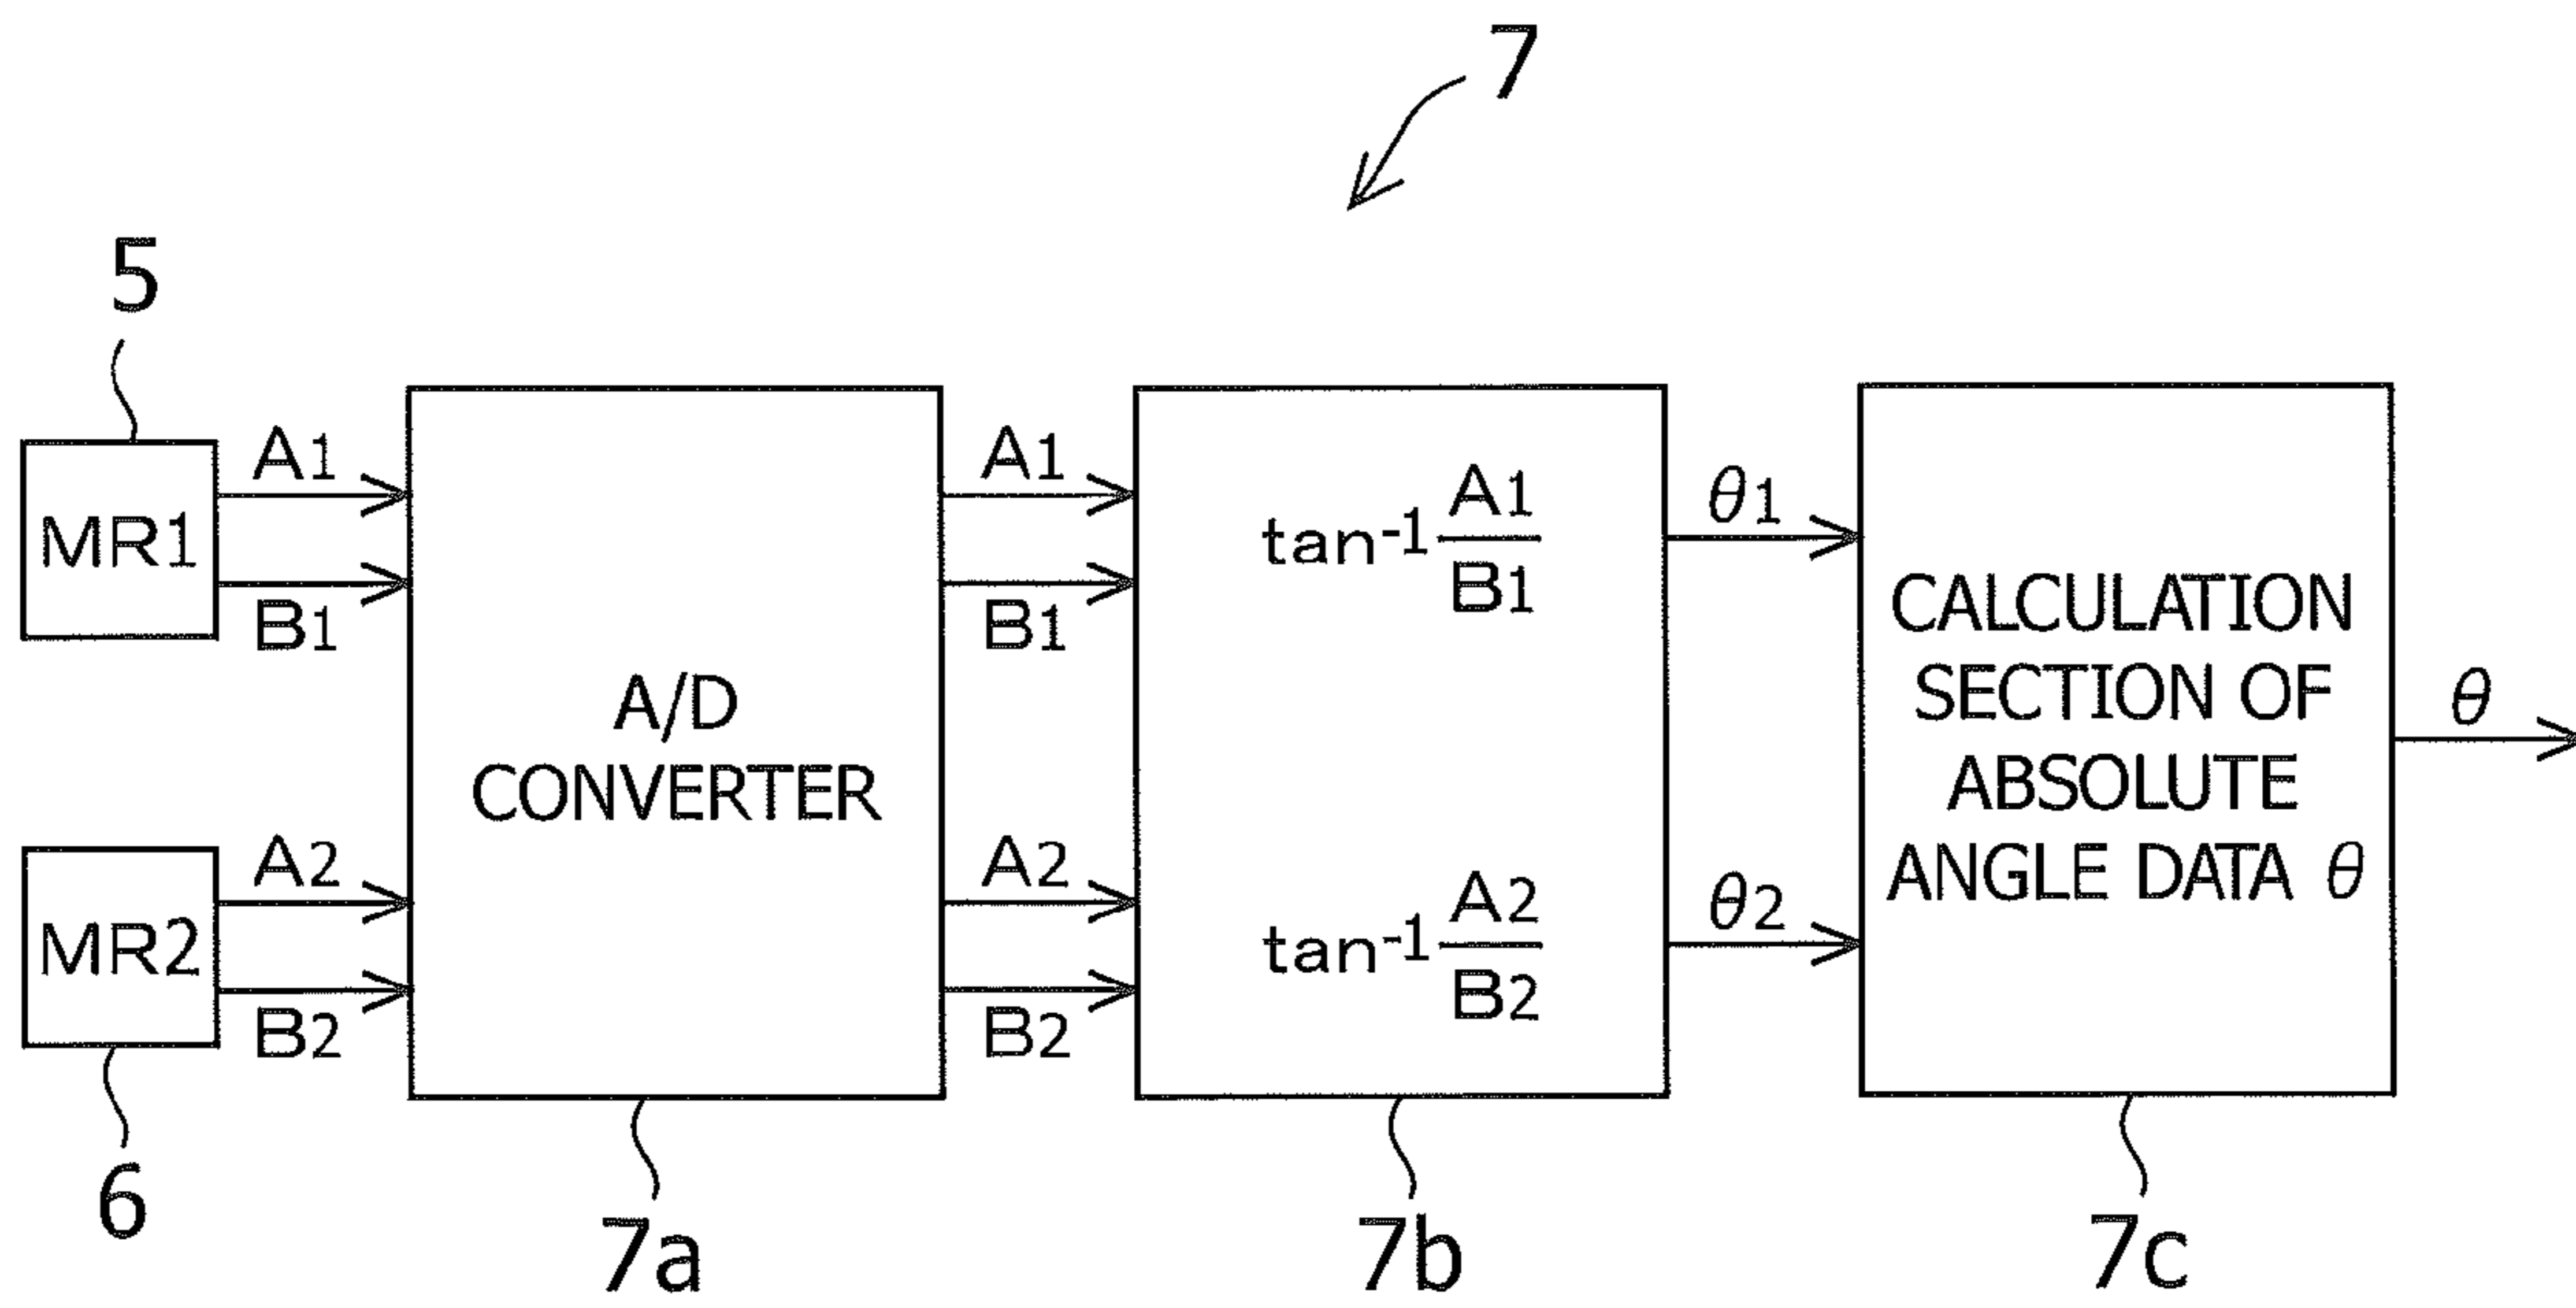 7
5
MR1
A1
B1
A/D
CONVERTER
A1
B1
tan-1 A1/B1
θ1
CALCULATION
SECTION OF
ABSOLUTE
ANGLE DATA θ
θ
MR2
A2
B2
A2
B2
tan-1 A2/B2
θ2
6
7a
7b
7c